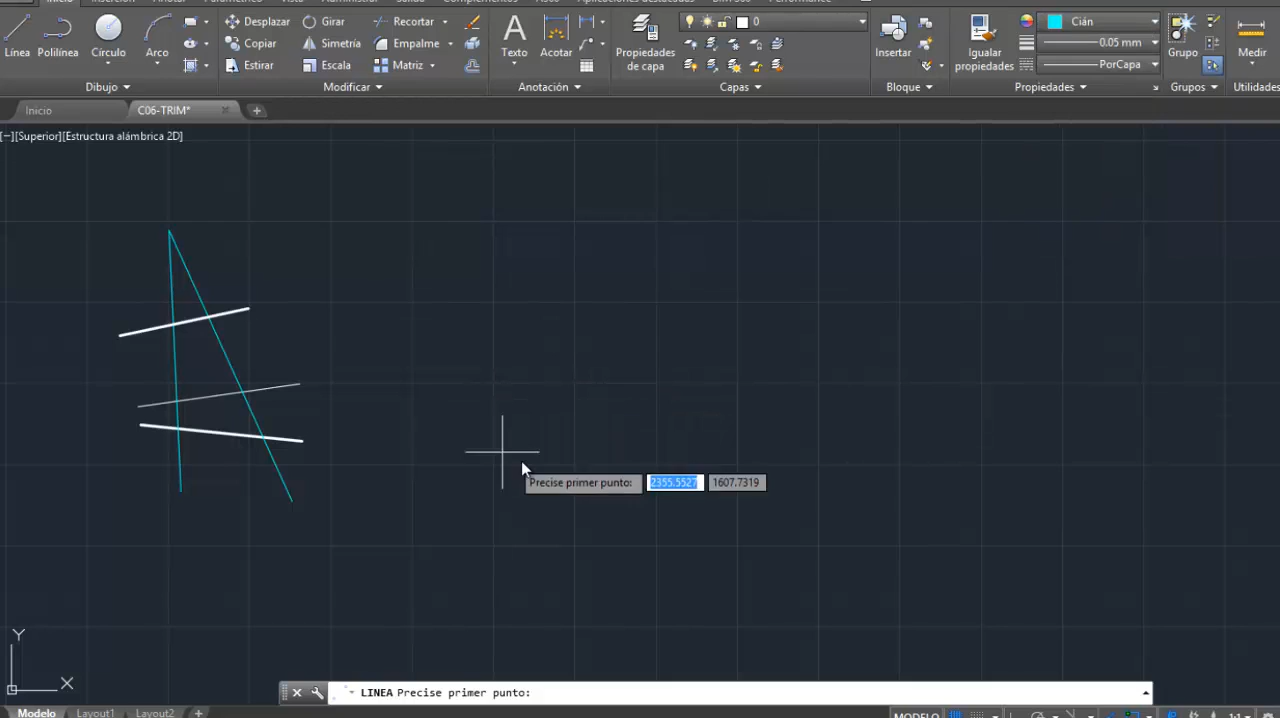 Inicio
Desplazar Girar Recortar 0 Cián
Línea Polilínea Círculo Arco Copiar Simetría Empalme Texto Acotar Propiedades de capa Insertar Igualar propiedades 0.05 mm Grupo Medir
Estirar Escala Matriz PorCapa
Dibujo Modificar Anotación Capas Bloque Propiedades Grupos Utilidades
Inicio C06-TRIM*
[−][Superior][Estructura alámbrica 2D]
Precise primer punto: 2355.5527 1607.7319
Y
X
LINEA Precise primer punto:
Modelo Layout1 Layout2 + MODELO 1:1